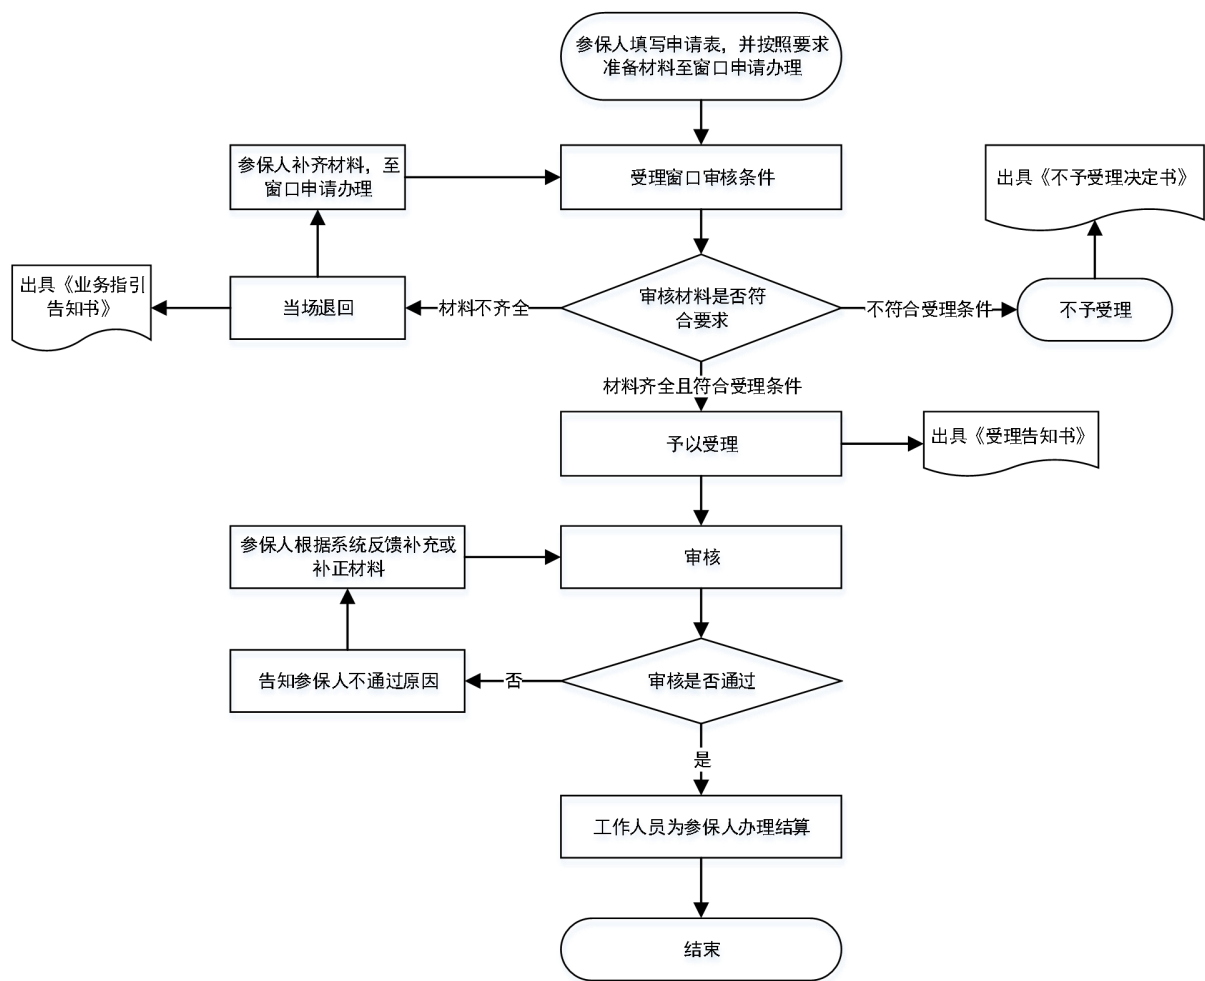 参保人填写申请表，并按照要求
准备材料至窗口申请办理
参保人补齐材料，至
窗口申请办理
受理窗口审核条件
出具《不予受理决定书》
出具《业务指引
告知书》
当场退回
材料不齐全
审核材料是否符
合要求
不符合受理条件
不予受理
材料齐全且符合受理条件
予以受理
出具《受理告知书》
参保人根据系统反馈补充或
补正材料
审核
告知参保人不通过原因
否
审核是否通过
是
工作人员为参保人办理结算
结束